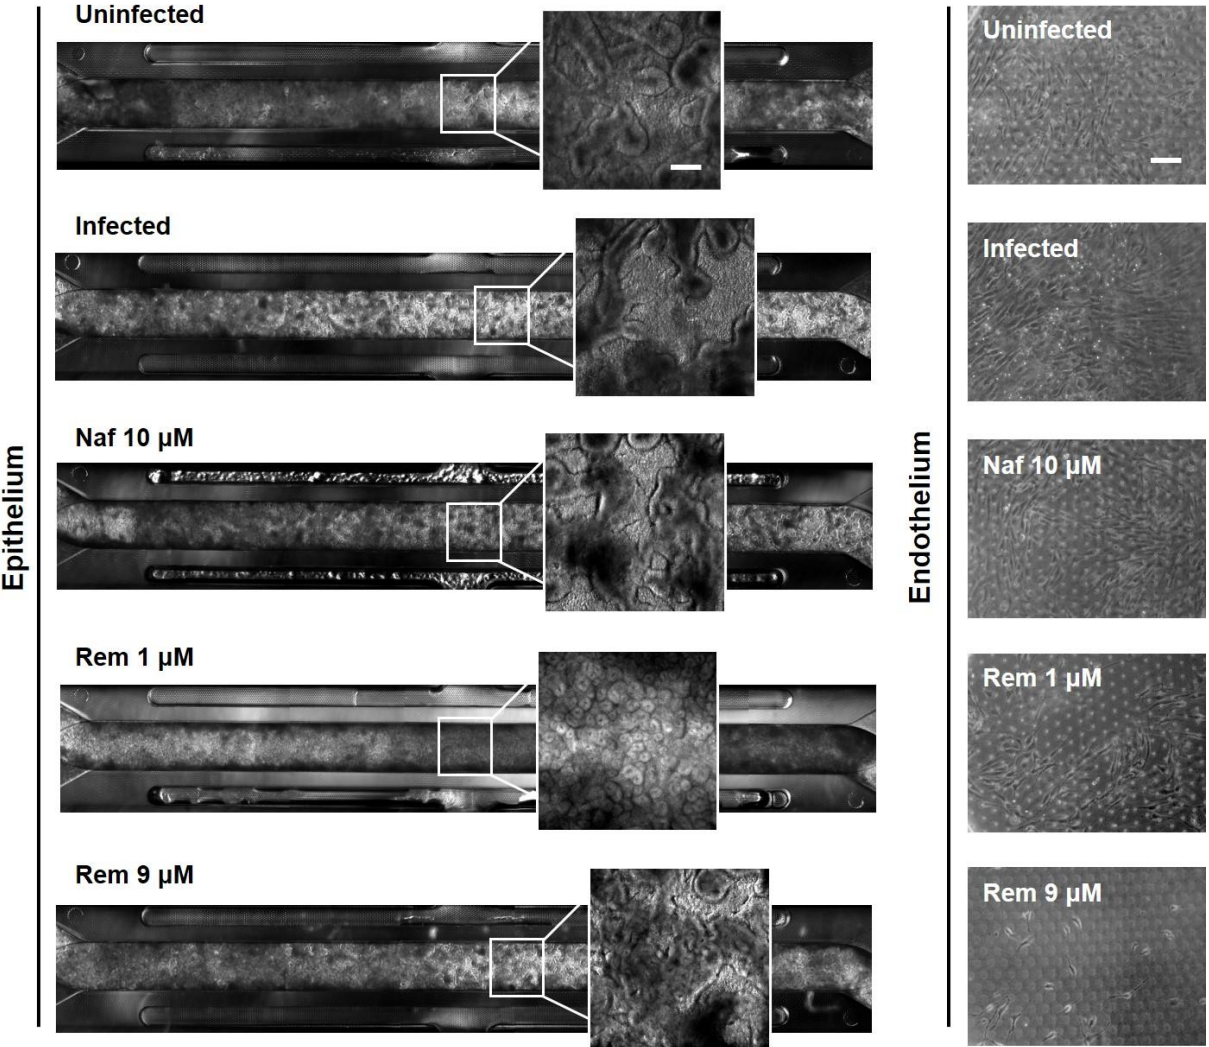 Epithelium
Uninfected
Infected
Naf 10 µM
Rem 1 µM
Rem 9 µM
Endothelium
Uninfected
Infected
Naf 10 µM
Rem 1 µM
Rem 9 µM